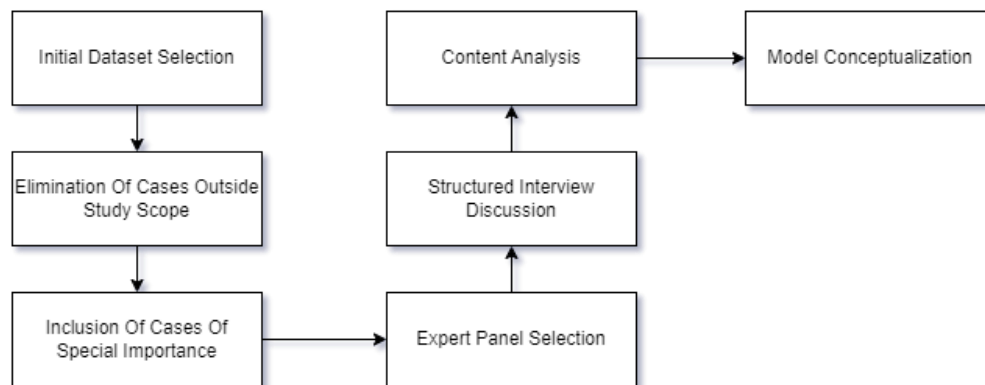 Initial Dataset Selection
Elimination Of Cases Outside
Study Scope
Inclusion Of Cases Of
Special Importance
Expert Panel Selection
Structured Interview
Discussion
Content Analysis
Model Conceptualization